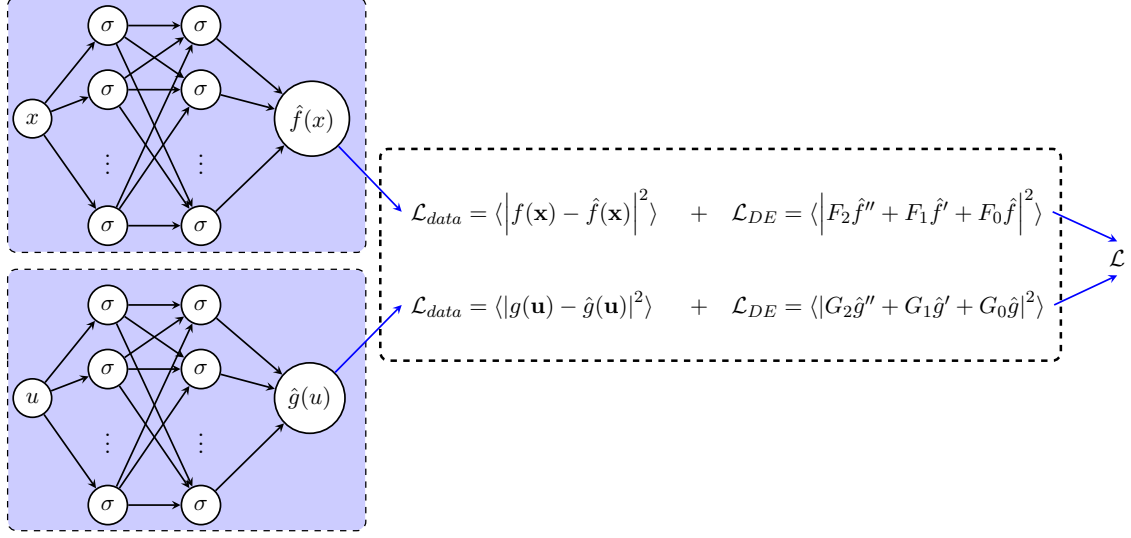 σ σ
σ σ
x f̂(x)
⋮ ⋮
σ σ
ℒ_data = ⟨|f(𝐱) − f̂(𝐱)|²⟩ + ℒ_DE = ⟨|F₂f̂″ + F₁f̂′ + F₀f̂|²⟩
ℒ
ℒ_data = ⟨|g(𝐮) − ĝ(𝐮)|²⟩ + ℒ_DE = ⟨|G₂ĝ″ + G₁ĝ′ + G₀ĝ|²⟩
σ σ
σ σ
u ĝ(u)
⋮ ⋮
σ σ